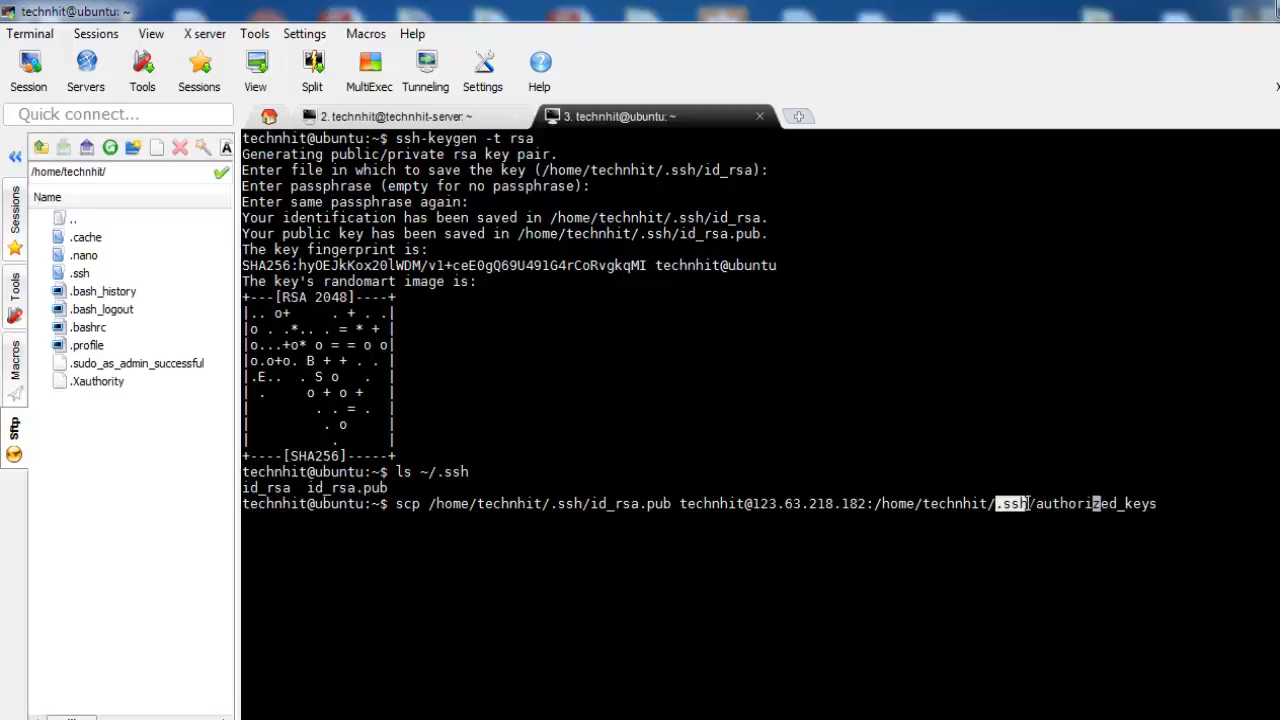 technhit@ubuntu: ~
Terminal Sessions View X server Tools Settings Macros Help
Session Servers Tools Sessions View Split MultiExec Tunneling Settings Help
Quick connect...
2. technhit@technhit-server: ~
3. technhit@ubuntu: ~
/home/technhit/
Name
..
.cache
.nano
.ssh
.bash_history
.bash_logout
.bashrc
.profile
.sudo_as_admin_successful
.Xauthority
Sessions
Tools
Macros
Sftp
technhit@ubuntu:~$ ssh-keygen -t rsa
Generating public/private rsa key pair.
Enter file in which to save the key (/home/technhit/.ssh/id_rsa):
Enter passphrase (empty for no passphrase):
Enter same passphrase again:
Your identification has been saved in /home/technhit/.ssh/id_rsa.
Your public key has been saved in /home/technhit/.ssh/id_rsa.pub.
The key fingerprint is:
SHA256:hyOEJkKox20lWDM/v1+ceE0gQ69U49lG4rCoRvgkqMI technhit@ubuntu
The key's randomart image is:
+---[RSA 2048]----+
|.. o+     . + . .|
|o . .*.. . = * + |
|o...+o* o = = o o|
|o.o+o. B + + . . |
|.E..  . S o   .  |
| .     o + o +   |
|        . . = .  |
|         . o     |
|          .      |
+----[SHA256]-----+
technhit@ubuntu:~$ ls ~/.ssh
id_rsa  id_rsa.pub
technhit@ubuntu:~$ scp /home/technhit/.ssh/id_rsa.pub technhit@123.63.218.182:/home/technhit/.ssh/authorized_keys